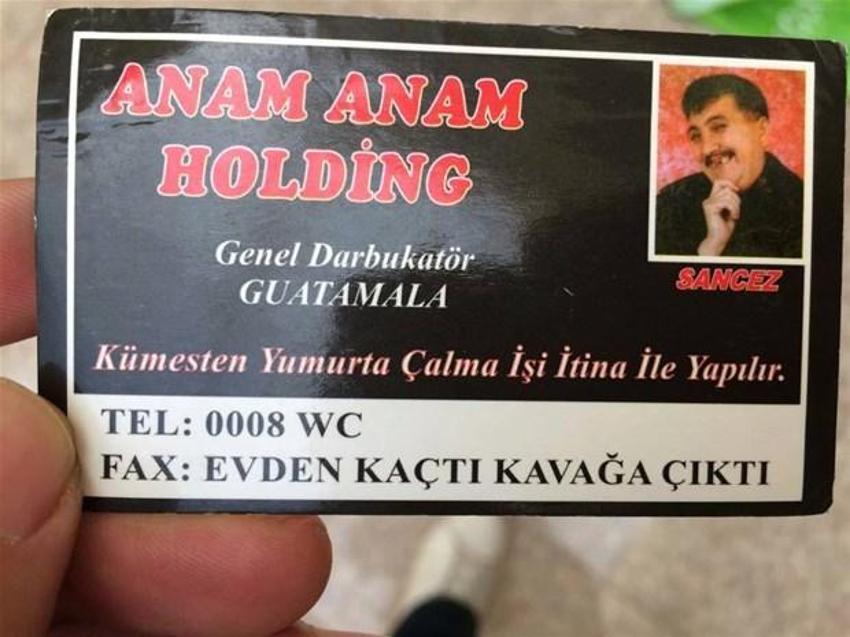 ANAM ANAM
HOLDİNG
Genel Darbukatör
GUATAMALA
SANCEZ
Kümesten Yumurta Çalma İşi İtina İle Yapılır.
TEL: 0008 WC
FAX: EVDEN KAÇTI KAVAĞA ÇIKTI